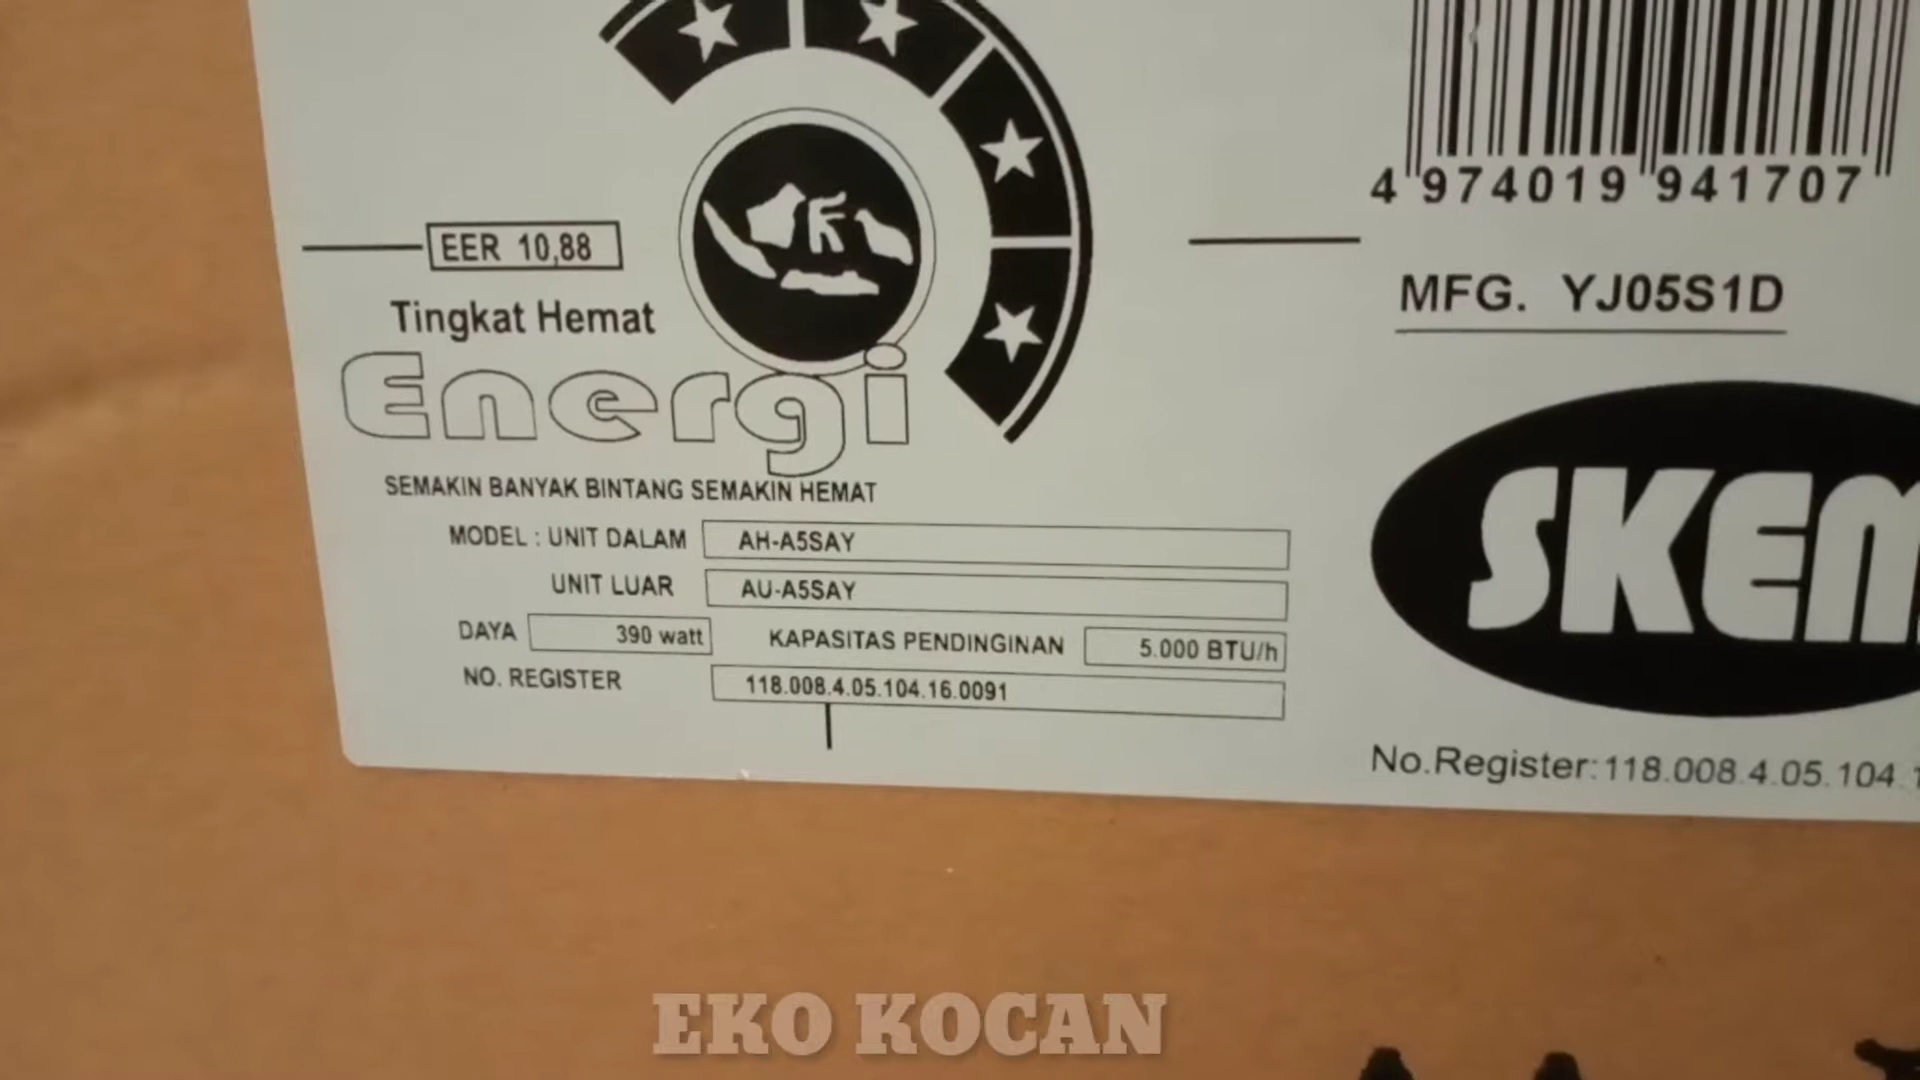 4 974019 941707
EER 10,88
Tingkat Hemat
Energi
MFG. YJ05S1D
SEMAKIN BANYAK BINTANG SEMAKIN HEMAT
MODEL : UNIT DALAM AH-A5SAY
UNIT LUAR AU-A5SAY
DAYA 390 watt KAPASITAS PENDINGINAN 5.000 BTU/h
NO. REGISTER 118.008.4.05.104.16.0091
SKEM
No.Register:118.008.4.05.104.1
EKO KOCAN